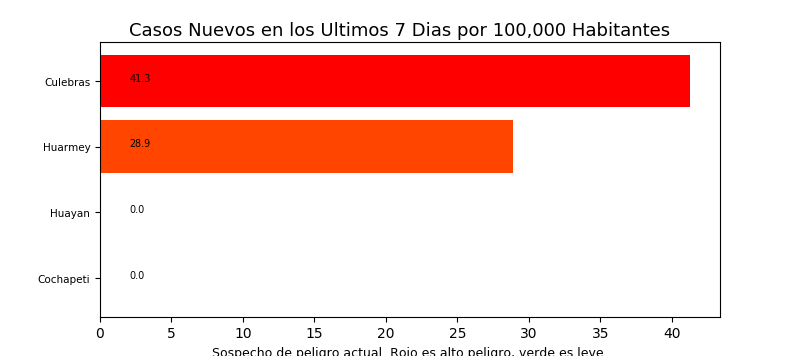 Casos Nuevos en los Ultimos 7 Dias por 100,000 Habitantes
Culebras
41.3
Huarmey
28.9
Huayan
0.0
Cochapeti
0.0
0 5 10 15 20 25 30 35 40
Sospecho de peligro actual. Rojo es alto peligro, verde es leve